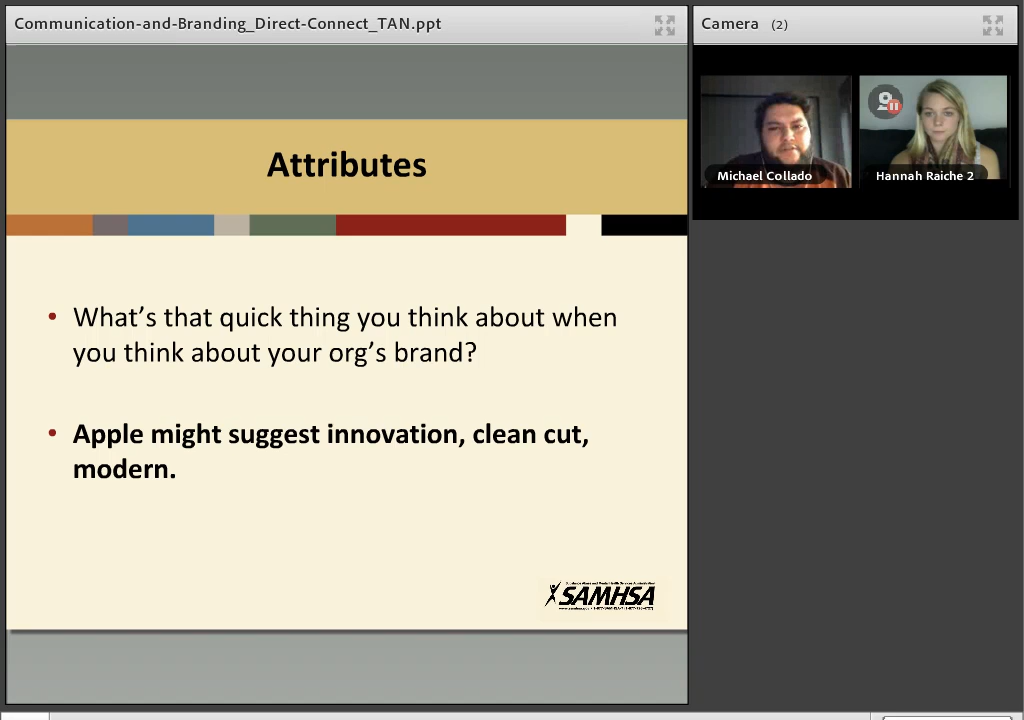 Communication-and-Branding_Direct-Connect_TAN.ppt
Camera (2)
Michael Collado
Hannah Raiche 2
Attributes
• What's that quick thing you think about when
you think about your org's brand?
• Apple might suggest innovation, clean cut,
modern.
SAMHSA